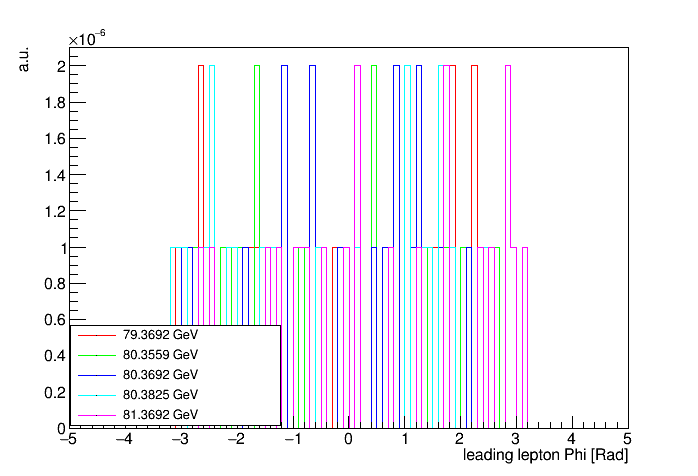 ×10⁻⁶
a.u.
2
1.8
1.6
1.4
1.2
1
0.8
0.6
0.4
0.2
0
79.3692 GeV
80.3559 GeV
80.3692 GeV
80.3825 GeV
81.3692 GeV
−5 −4 −3 −2 −1 0 1 2 3 4 5
leading lepton Phi [Rad]